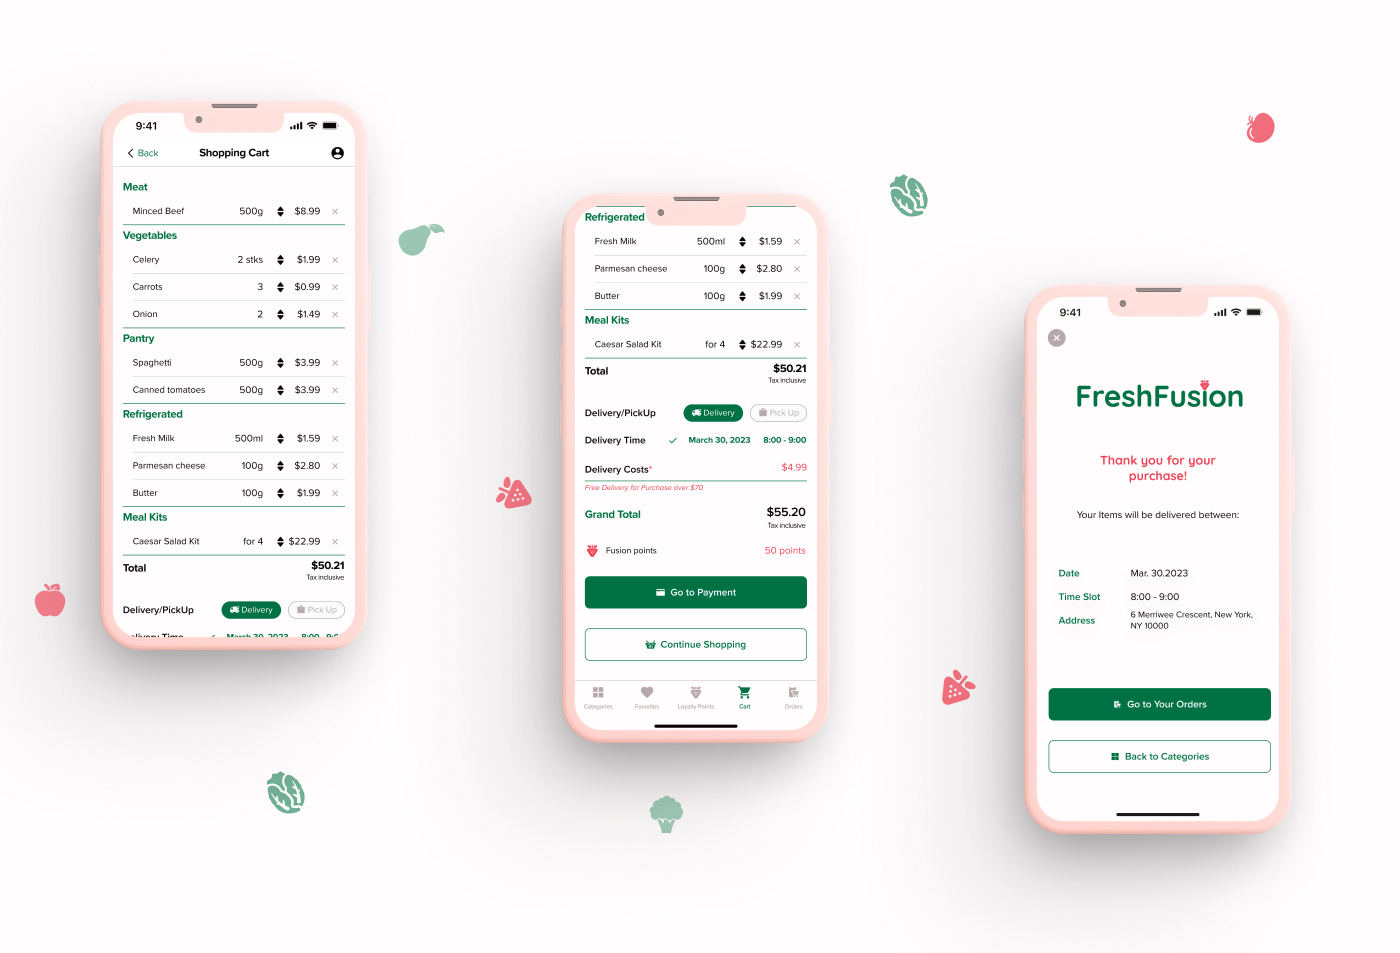 9:41
Back
Shopping Cart
Meat
Minced Beef 500g $8.99
Vegetables
Celery 2 stks $1.99
Carrots 3 $0.99
Onion 2 $1.49
Pantry
Spaghetti 500g $3.99
Canned tomatoes 500g $3.99
Refrigerated
Fresh Milk 500ml $1.59
Parmesan cheese 100g $2.80
Butter 100g $1.99
Meal Kits
Caesar Salad Kit for 4 $22.99
Total $50.21
Tax inclusive
Delivery/PickUp Delivery Pick Up
Delivery Time March 30, 2023 8:00 - 9:0
Refrigerated
Fresh Milk 500ml $1.59
Parmesan cheese 100g $2.80
Butter 100g $1.99
Meal Kits
Caesar Salad Kit for 4 $22.99
Total $50.21
Tax inclusive
Delivery/PickUp Delivery Pick Up
Delivery Time March 30, 2023 8:00 - 9:00
Delivery Costs* $4.99
Free Delivery for Purchase over $70
Grand Total $55.20
Tax inclusive
Fusion points 50 points
Go to Payment
Continue Shopping
Categories Favorites Loyalty Points Cart Orders
9:41
FreshFusion
Thank you for your
purchase!
Your Items will be delivered between:
Date Mar. 30.2023
Time Slot 8:00 - 9:00
Address 6 Merriwee Crescent, New York,
NY 10000
Go to Your Orders
Back to Categories